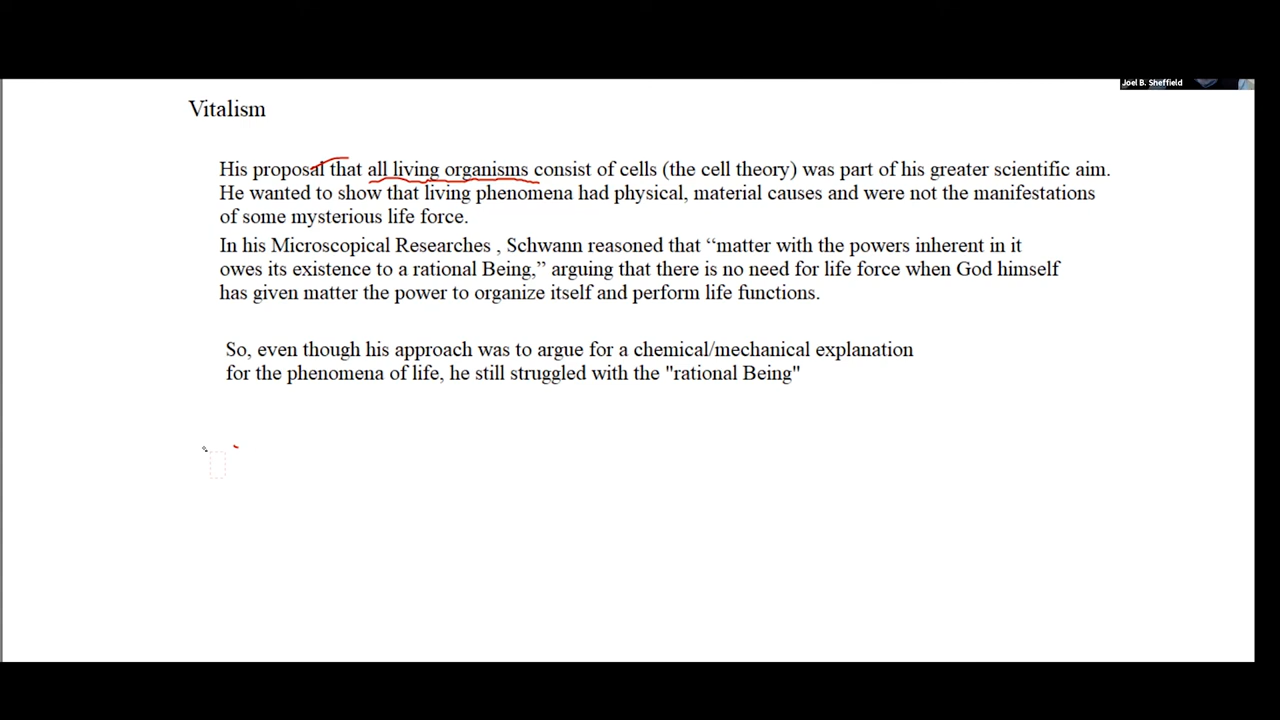 Joel B. Sheffield
Vitalism
His proposal that all living organisms consist of cells (the cell theory) was part of his greater scientific aim.
He wanted to show that living phenomena had physical, material causes and were not the manifestations
of some mysterious life force.
In his Microscopical Researches , Schwann reasoned that “matter with the powers inherent in it
owes its existence to a rational Being,” arguing that there is no need for life force when God himself
has given matter the power to organize itself and perform life functions.
So, even though his approach was to argue for a chemical/mechanical explanation
for the phenomena of life, he still struggled with the "rational Being"